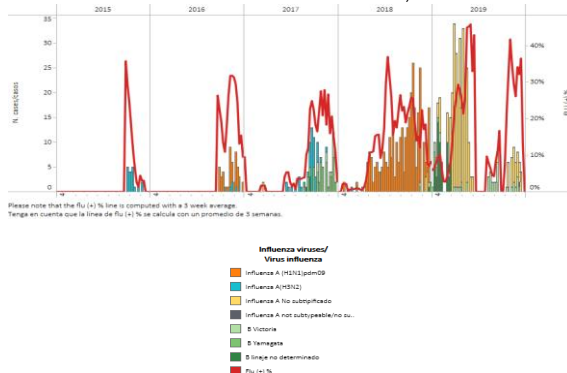 2015 2016 2017 2018 2019
35
30
25
20
15
10
5
0
N. cases/casos
40%
30%
20%
10%
0%
Please note that the flu (+) % line is computed with a 3 week average.
Tenga en cuenta que la línea de flu (+) % se calcula con un promedio de 3 semanas.
Influenza viruses/
Virus influenza
Influenza A (H1N1)pdm09
Influenza A(H3N2)
Influenza A No subtipificado
Influenza A not subtypeable/no su..
B Victoria
B Yamagata
B linaje no determinado
Flu (+) %